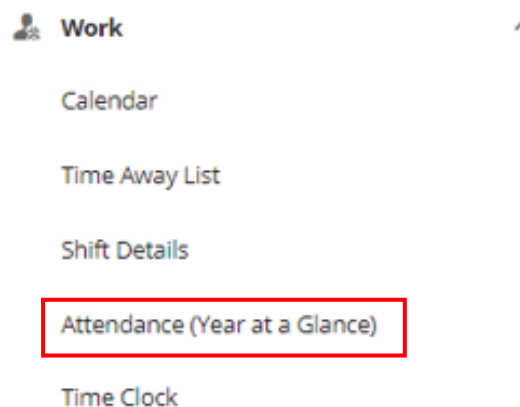 Work
Calendar
Time Away List
Shift Details
Attendance (Year at a Glance)
Time Clock